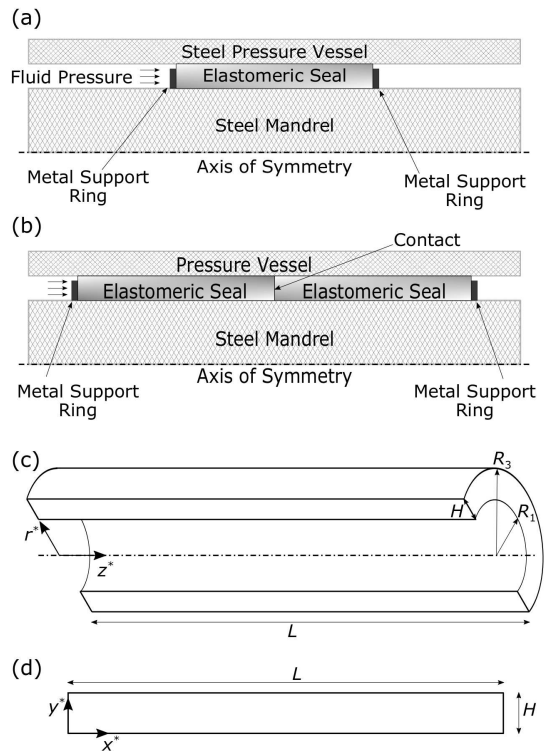 (a)
Steel Pressure Vessel
Fluid Pressure
Elastomeric Seal
Steel Mandrel
Axis of Symmetry
Metal Support
Ring
Metal Support
Ring
(b)
Contact
Pressure Vessel
Elastomeric Seal
Elastomeric Seal
Steel Mandrel
Axis of Symmetry
Metal Support
Ring
Metal Support
Ring
(c)
R3
H
R1
r*
z*
L
(d)
L
y*
H
x*